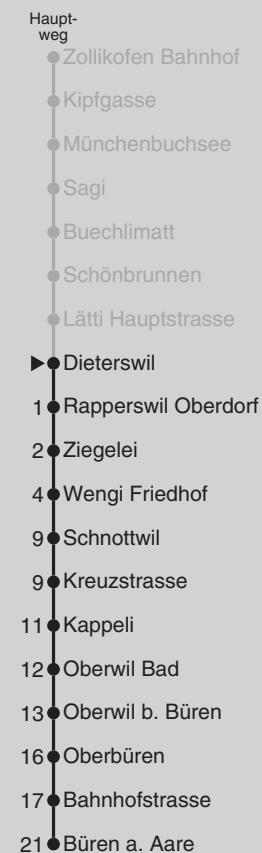 Haupt-
weg
Zollikofen Bahnhof
Kipfgasse
Münchenbuchsee
Sagi
Buechlimatt
Schönbrunnen
Lätti Hauptstrasse
Dieterswil
1 Rapperswil Oberdorf
2 Ziegelei
4 Wengi Friedhof
9 Schnottwil
9 Kreuzstrasse
11 Kappeli
12 Oberwil Bad
13 Oberwil b. Büren
16 Oberbüren
17 Bahnhofstrasse
21 Büren a. Aare